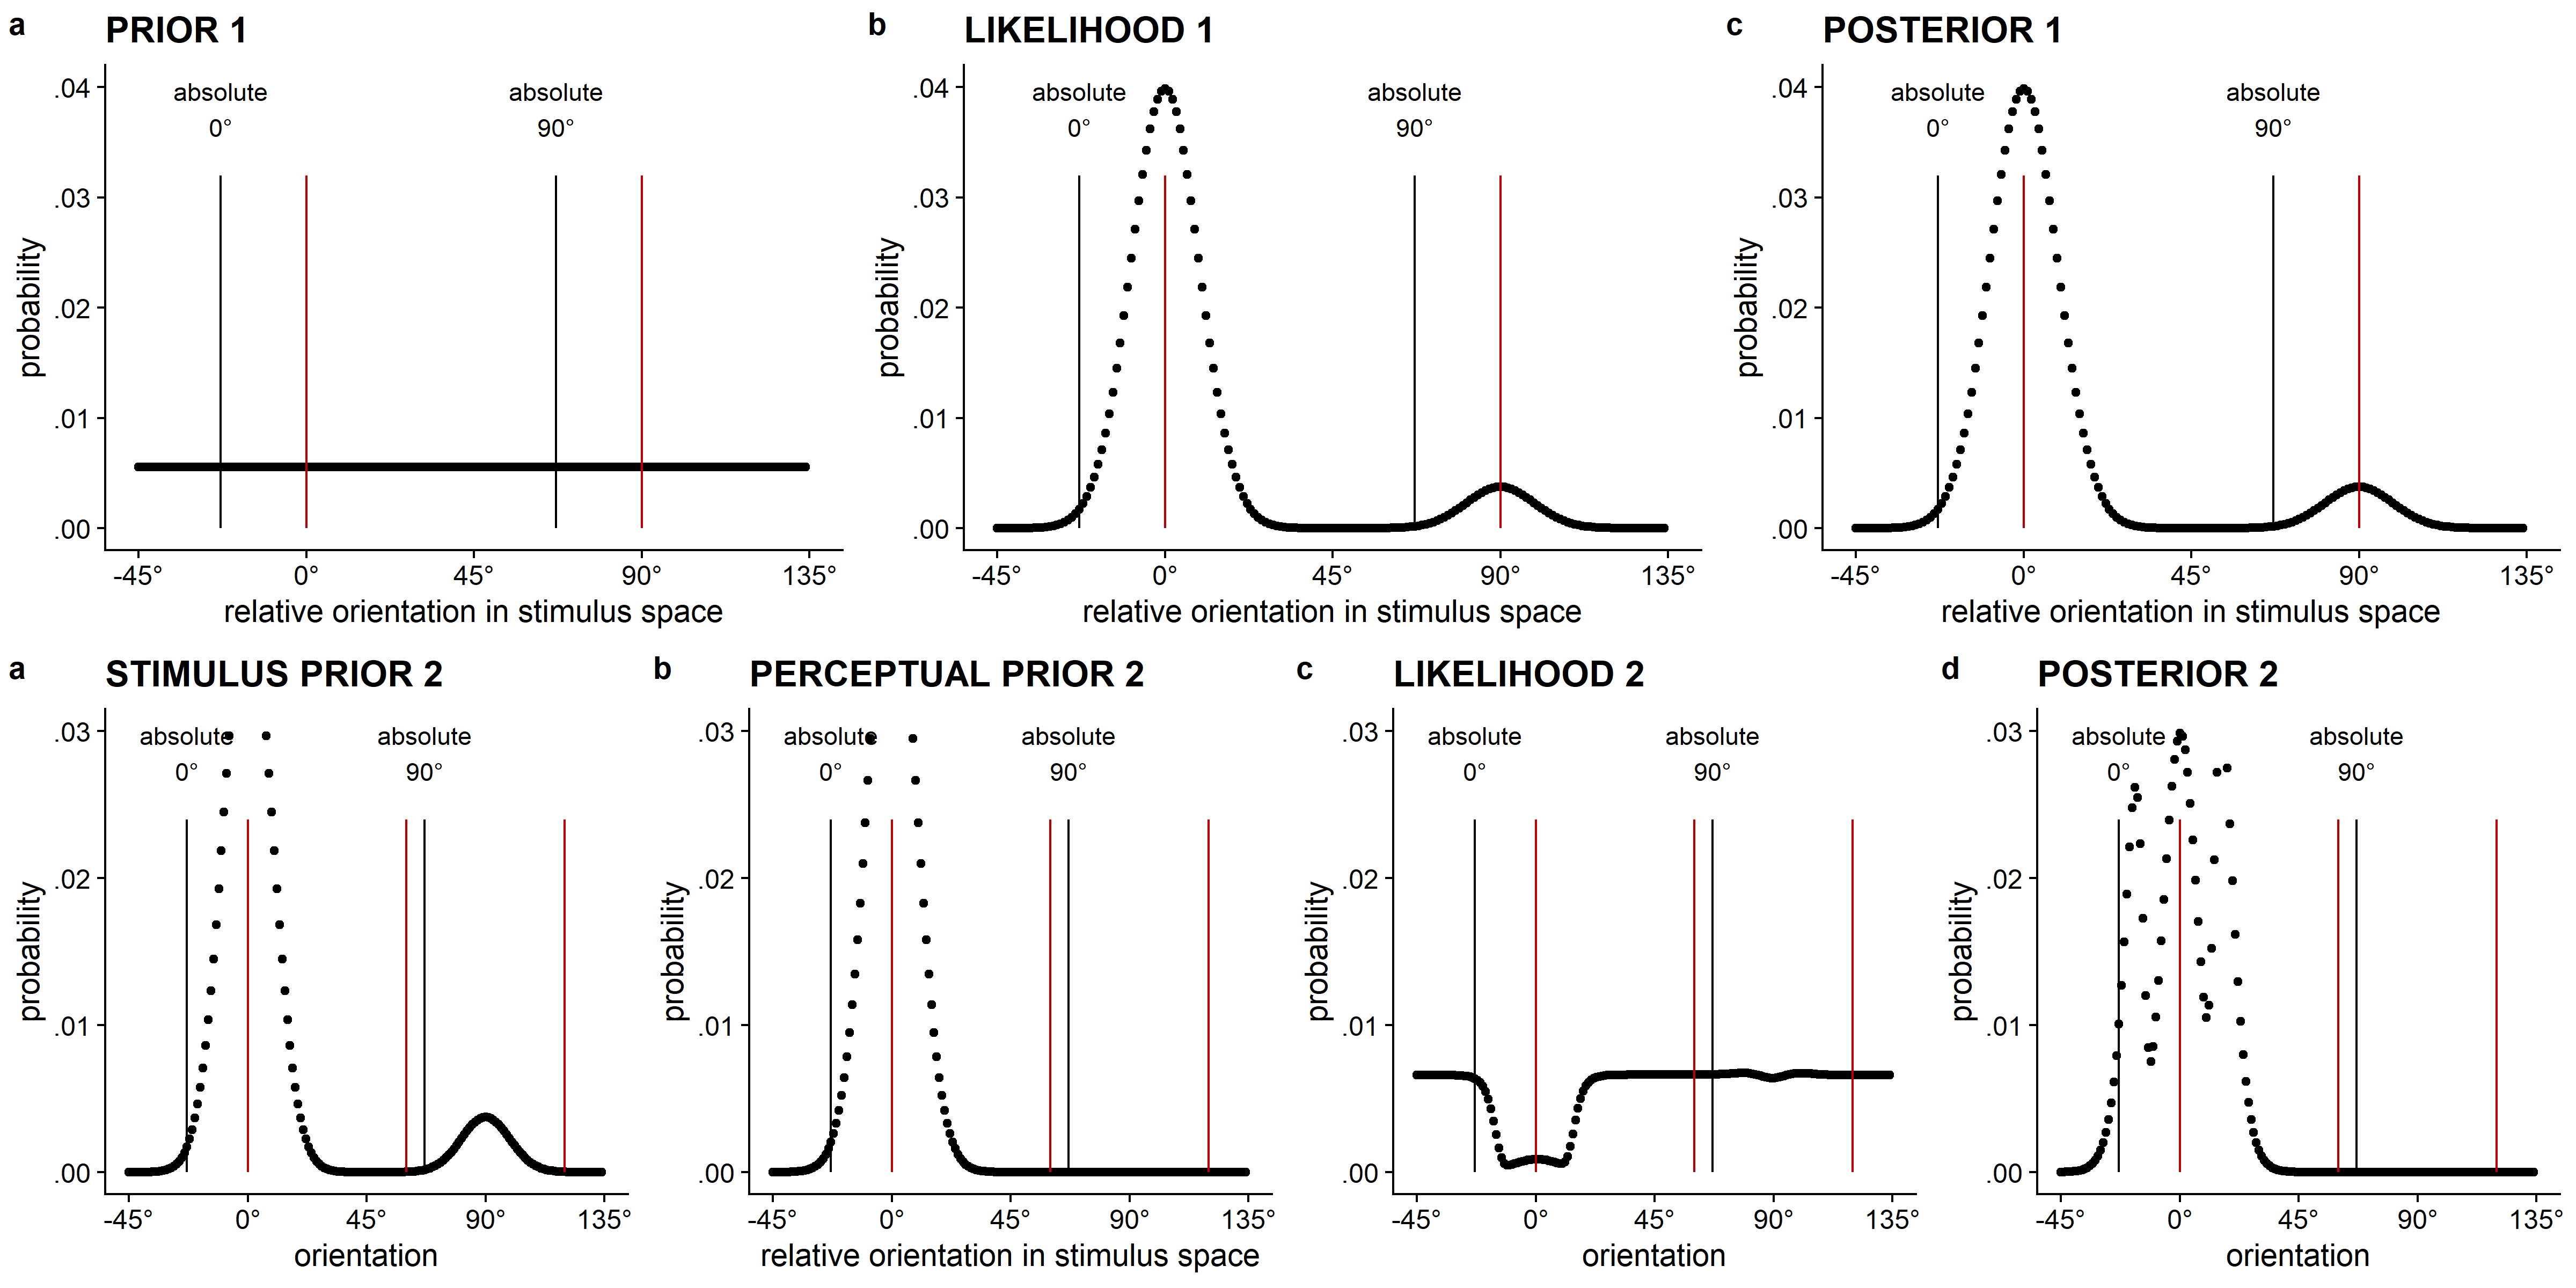 a PRIOR 1
absolute absolute
0° 90°
.04
.03
.02
.01
.00
probability
-45° 0° 45° 90° 135°
relative orientation in stimulus space
b LIKELIHOOD 1
absolute absolute
0° 90°
.04
.03
.02
.01
.00
probability
-45° 0° 45° 90° 135°
relative orientation in stimulus space
c POSTERIOR 1
absolute absolute
0° 90°
.04
.03
.02
.01
.00
probability
-45° 0° 45° 90° 135°
relative orientation in stimulus space
a STIMULUS PRIOR 2
absolute absolute
0° 90°
.03
.02
.01
.00
probability
-45° 0° 45° 90° 135°
orientation
b PERCEPTUAL PRIOR 2
absolute absolute
0° 90°
.03
.02
.01
.00
probability
-45° 0° 45° 90° 135°
relative orientation in stimulus space
c LIKELIHOOD 2
absolute absolute
0° 90°
.03
.02
.01
.00
probability
-45° 0° 45° 90° 135°
orientation
d POSTERIOR 2
absolute absolute
0° 90°
.03
.02
.01
.00
probability
-45° 0° 45° 90° 135°
orientation